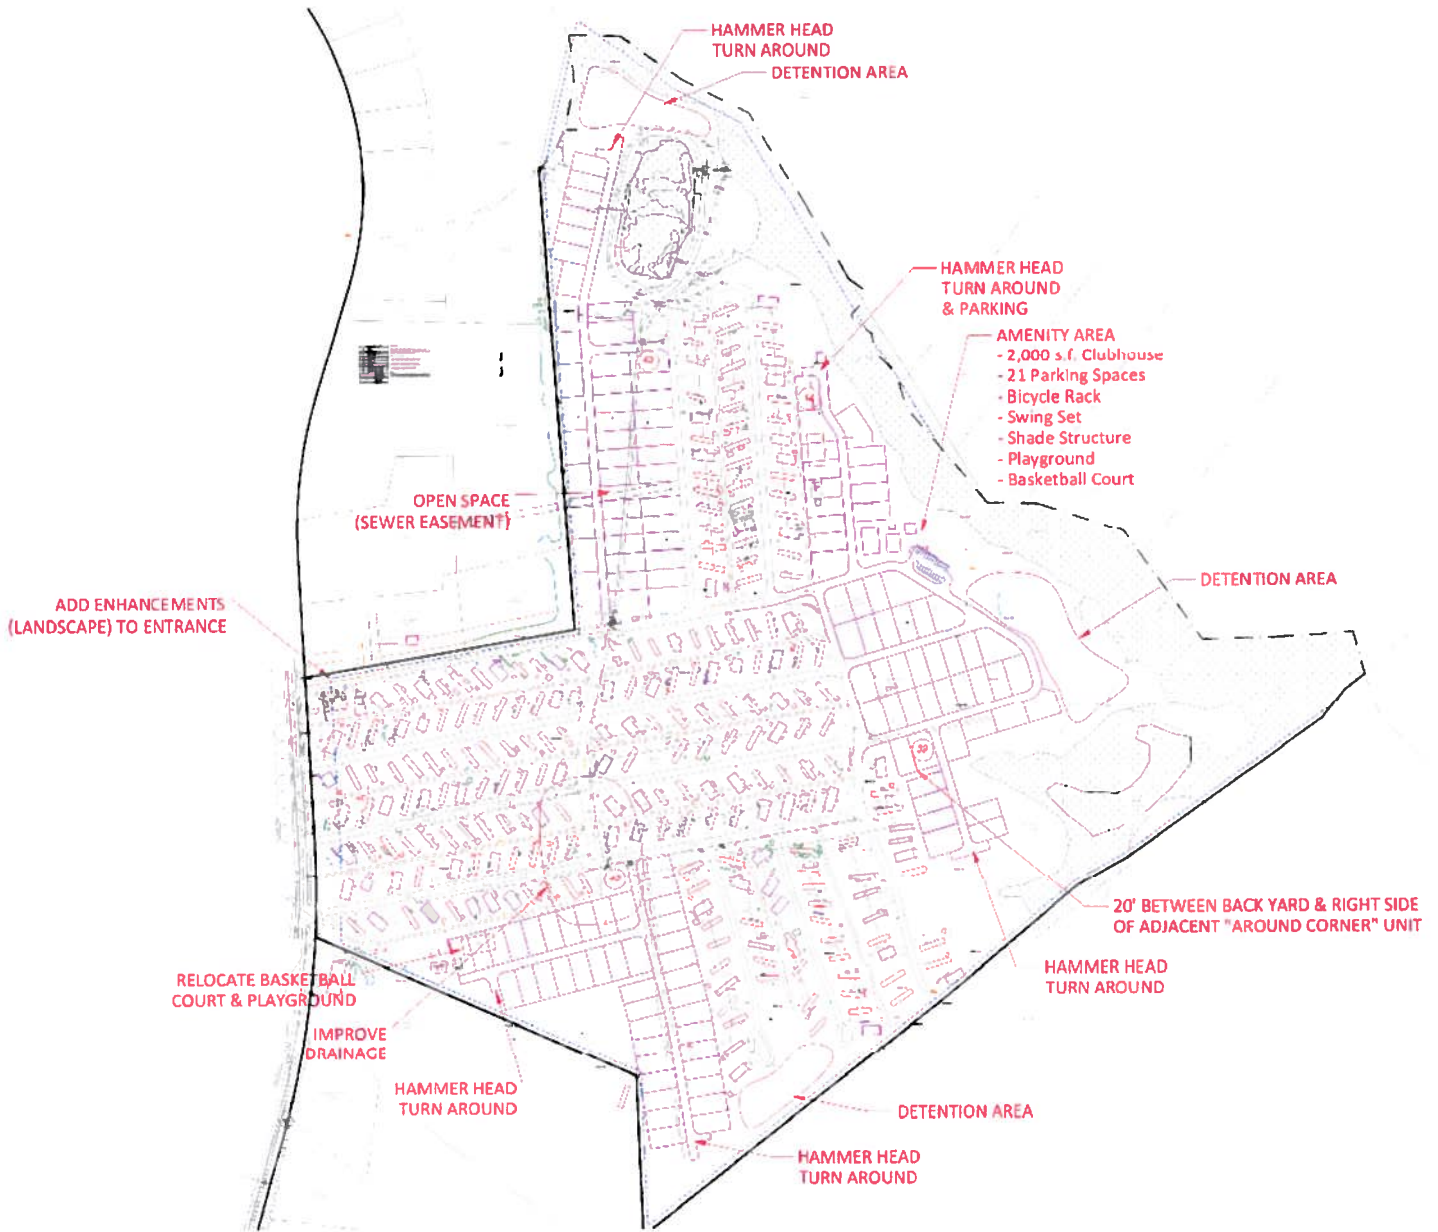 HAMMER HEAD
TURN AROUND
DETENTION AREA
HAMMER HEAD
TURN AROUND
& PARKING
AMENITY AREA
- 2,000 s.f. Clubhouse
- 21 Parking Spaces
- Bicycle Rack
- Swing Set
- Shade Structure
- Playground
- Basketball Court
OPEN SPACE
(SEWER EASEMENT)
DETENTION AREA
ADD ENHANCEMENTS
(LANDSCAPE) TO ENTRANCE
20' BETWEEN BACK YARD & RIGHT SIDE
OF ADJACENT "AROUND CORNER" UNIT
HAMMER HEAD
TURN AROUND
RELOCATE BASKETBALL
COURT & PLAYGROUND
IMPROVE
DRAINAGE
HAMMER HEAD
TURN AROUND
DETENTION AREA
HAMMER HEAD
TURN AROUND